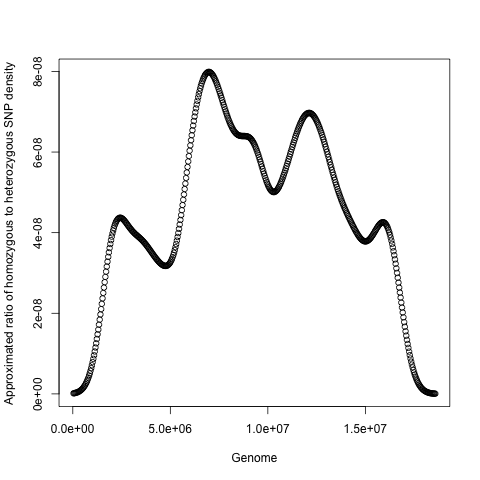 Approximated ratio of homozygous to heterozygous SNP density
8e-08
6e-08
4e-08
2e-08
0e+00
0.0e+00 5.0e+06 1.0e+07 1.5e+07
Genome